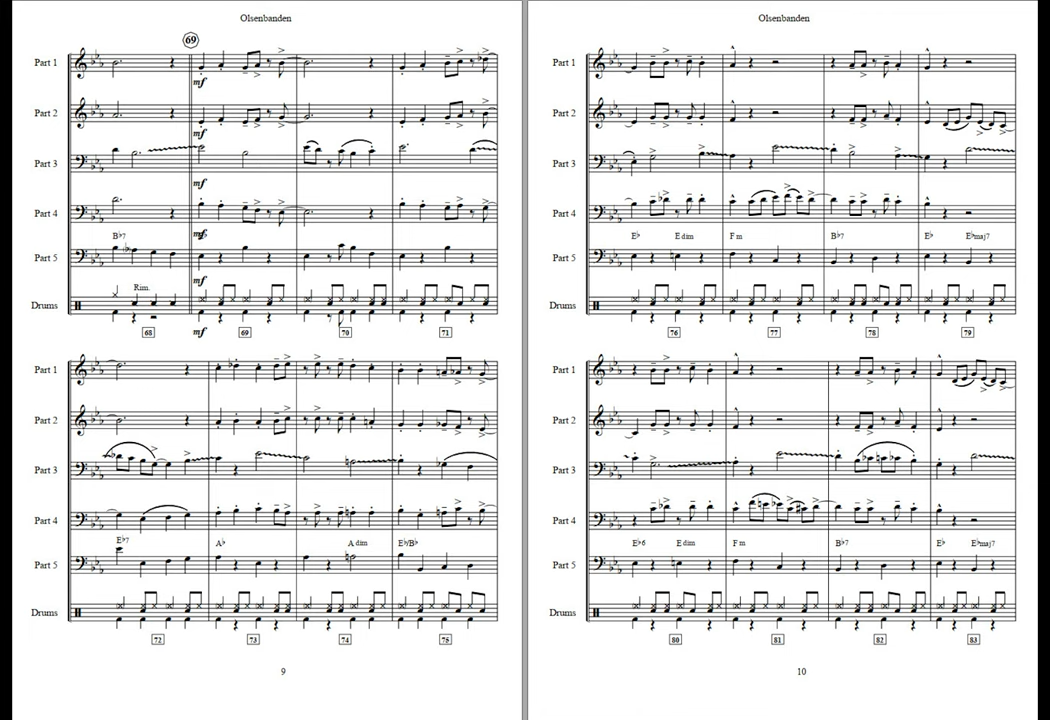 Olsenbanden
69
Part 1
mf
Part 2
mf
Part 3
mf
Part 4
B♭7
Part 5
mf
Rim.
Drums
mf
68 69 70 71
Part 1
Part 2
Part 3
Part 4
E♭7 A♭ A dim E♭/B♭
Part 5
Drums
72 73 74 75
9
Olsenbanden
Part 1
Part 2
Part 3
Part 4
E♭ E dim F m B♭7 E♭ E♭maj7
Part 5
Drums
76 77 78 79
Part 1
Part 2
Part 3
Part 4
E♭6 E dim F m B♭7 E♭ E♭maj7
Part 5
Drums
80 81 82 83
10